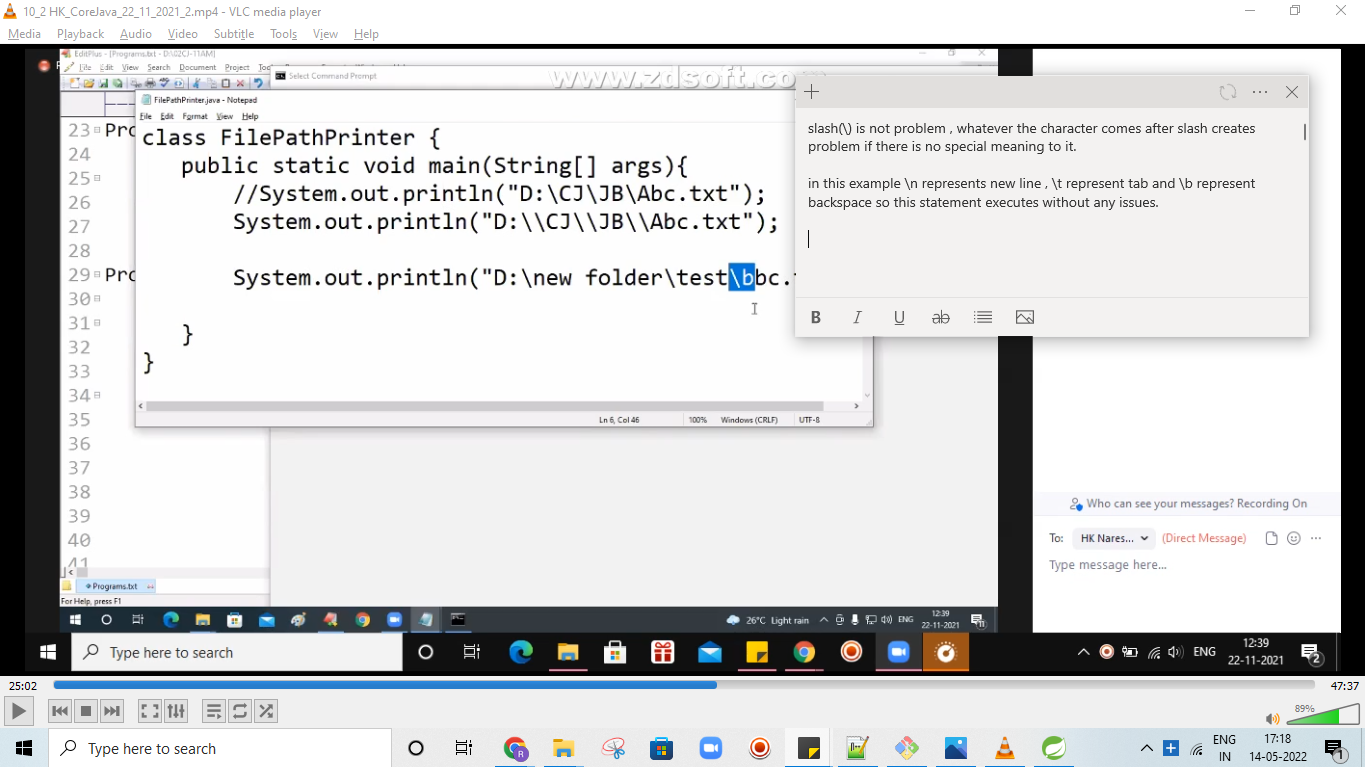 10_2 HK_CoreJava_22_11_2021_2.mp4 - VLC media player
Media Playback Audio Video Subtitle Tools View Help
EditPlus - [Programs.txt - D:\02CJ-11AM]
File Edit View Search Document Project
Select Command Prompt
www.zdsoft.co
FilePathPrinter.java - Notepad
File Edit Format View Help
class FilePathPrinter {
public static void main(String[] args){
//System.out.println("D:\CJ\JB\Abc.txt");
System.out.println("D:\\CJ\\JB\\Abc.txt");
System.out.println("D:\new folder\test\bbc.
}
}
Ln 6, Col 46 100% Windows (CRLF) UTF-8
23 Pro
24
25
26
27
28
29 Pro
30
31
32
33
34
35
36
37
38
39
40
41
Programs.txt
For Help, press F1
slash(\) is not problem , whatever the character comes after slash creates
problem if there is no special meaning to it.
in this example \n represents new line , \t represent tab and \b represent
backspace so this statement executes without any issues.
B I U ab
Who can see your messages? Recording On
To: HK Nares... (Direct Message)
Type message here...
26°C Light rain ENG 12:39
22-11-2021
Type here to search ENG 12:39
22-11-2021 2
25:02 47:37
89%
Type here to search ENG 17:18
IN 14-05-2022 1